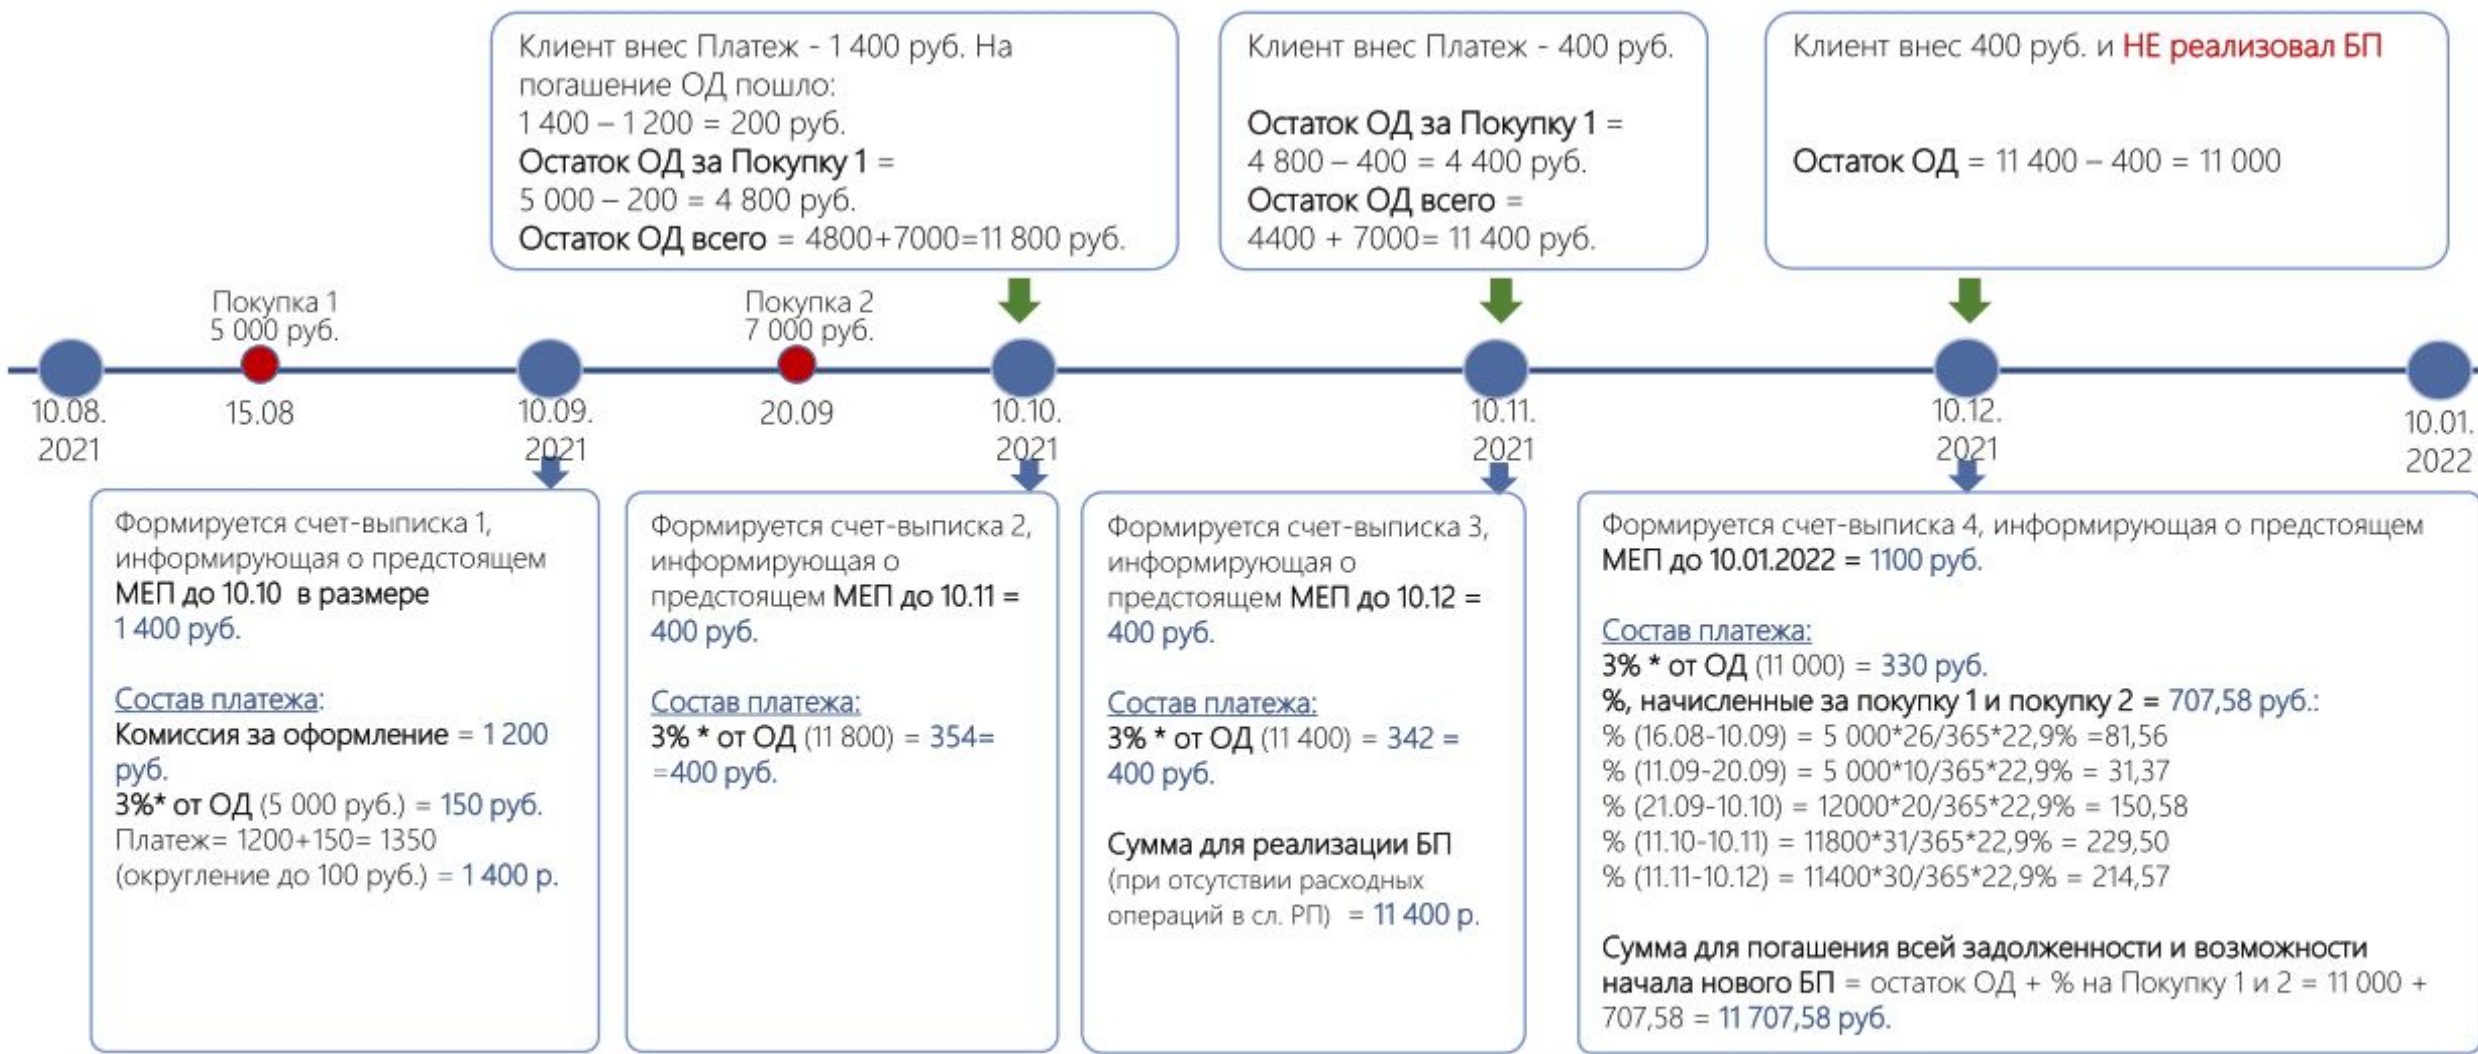 Клиент внес Платеж - 1 400 руб. На
погашение ОД пошло:
1 400 – 1 200 = 200 руб.
Остаток ОД за Покупку 1 =
5 000 – 200 = 4 800 руб.
Остаток ОД всего = 4800+7000=11 800 руб.
Клиент внес Платеж - 400 руб.
Остаток ОД за Покупку 1 =
4 800 – 400 = 4 400 руб.
Остаток ОД всего =
4400 + 7000= 11 400 руб.
Клиент внес 400 руб. и НЕ реализовал БП
Остаток ОД = 11 400 – 400 = 11 000
Покупка 1
5 000 руб.
Покупка 2
7 000 руб.
10.08.
2021
15.08
10.09.
2021
20.09
10.10.
2021
10.11.
2021
10.12.
2021
10.01.
2022
Формируется счет-выписка 1,
информирующая о предстоящем
МЕП до 10.10 в размере
1 400 руб.
Состав платежа:
Комиссия за оформление = 1 200
руб.
3%* от ОД (5 000 руб.) = 150 руб.
Платеж= 1200+150= 1350
(округление до 100 руб.) = 1 400 р.
Формируется счет-выписка 2,
информирующая о
предстоящем МЕП до 10.11 =
400 руб.
Состав платежа:
3% * от ОД (11 800) = 354=
=400 руб.
Формируется счет-выписка 3,
информирующая о
предстоящем МЕП до 10.12 =
400 руб.
Состав платежа:
3% * от ОД (11 400) = 342 =
400 руб.
Сумма для реализации БП
(при отсутствии расходных
операций в сл. РП) = 11 400 р.
Формируется счет-выписка 4, информирующая о предстоящем
МЕП до 10.01.2022 = 1100 руб.
Состав платежа:
3% * от ОД (11 000) = 330 руб.
%, начисленные за покупку 1 и покупку 2 = 707,58 руб.:
% (16.08-10.09) = 5 000*26/365*22,9% =81,56
% (11.09-20.09) = 5 000*10/365*22,9% = 31,37
% (21.09-10.10) = 12000*20/365*22,9% = 150,58
% (11.10-10.11) = 11800*31/365*22,9% = 229,50
% (11.11-10.12) = 11400*30/365*22,9% = 214,57
Сумма для погашения всей задолженности и возможности
начала нового БП = остаток ОД + % на Покупку 1 и 2 = 11 000 +
707,58 = 11 707,58 руб.